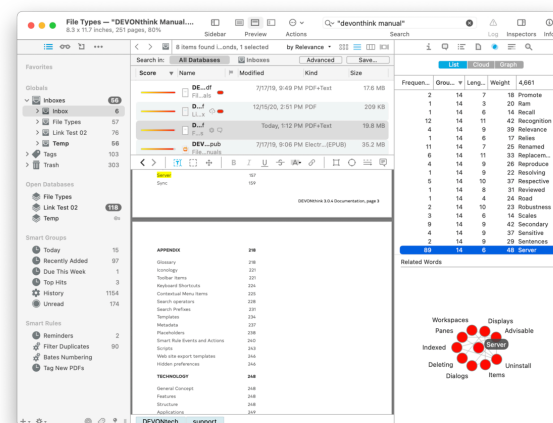 File Types — "DEVONthink Manual....
8.3 x 11.7 inches, 251 pages, 60%
Sidebar
Preview
Actions
"devonthink manual"
Search
Log
Inspectors
8 items found i...onds, 1 selected
by Relevance
Search in:
All Databases
Inboxes
Advanced
Save...
Score
Name
Modified
Kind
Size
DE...df
Fil...als
7/17/19, 9:49 PM
PDF+Text
17.6 MB
D...f
12/15/20, 2:51 PM
PDF
209 KB
D...f
Today, 1:12 PM
PDF+Text
19.8 MB
DEV...pub
7/17/19, 9:06 PM
Electr...(EPUB)
35.2 MB
Favorites
Globals
Inboxes 56
Inbox 6
File Types 57
Link Test 02 76
Temp 56
Tags 103
Trash 303
Open Databases
File Types
Link Test 02 118
Temp
Smart Groups
Today 15
Recently Added 97
Due This Week 1
Top Hits 3
History 1154
Unread 174
Smart Rules
Reminders 2
Filter Duplicates 90
Bates Numbering
Tag New PDFs
Server 157
Sync 159
DEVONthink 3.0.4 Documentation, page 3
APPENDIX 218
Glossary 218
Iconology 221
Toolbar Items 221
Keyboard Shortcuts 224
Contextual Menu Items 225
Search operators 228
Search Prefixes 231
Templates 234
Metadata 237
Placeholders 238
Smart Rule Events and Actions 240
Scripts 243
Web site export templates 246
Hidden preferences 246
TECHNOLOGY 248
General Concept 248
Features 248
Structure 248
Applications 249
DEVONtech... support
List
Cloud
Graph
Frequen...
Grou...
Leng...
Weight
4,661
2 14 7 18 Promote
1 14 3 20 Ram
1 14 6 14 Recall
12 14 11 42 Recognition
4 14 9 39 Relevance
1 14 6 17 Relies
11 14 7 25 Renamed
6 14 11 33 Replacem...
4 14 9 26 Reproduce
1 14 9 22 Resolving
5 14 10 37 Respective
1 14 8 31 Reviewed
1 14 4 24 Road
2 14 10 23 Robustness
3 14 6 14 Scales
9 14 9 42 Secondary
4 14 9 37 Sensitive
2 14 9 29 Sentences
89 14 6 48 Server
Related Words
Workspaces
Displays
Panes
Advisable
Indexed
Server
Deleting
Uninstall
Dialogs
Items